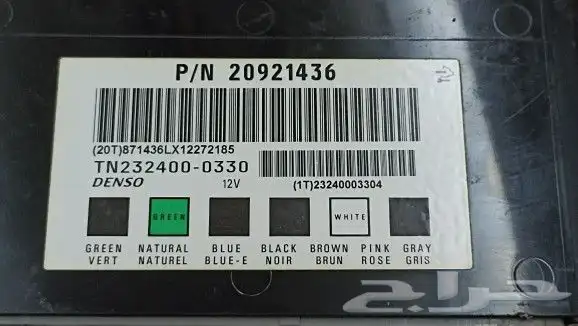 P/N 20921436
(20T)871436LX12272185
TN232400-0330
DENSO 12V
(1T)23240003304
GREEN WHITE
GREEN NATURAL BLUE BLACK BROWN PINK GRAY
VERT NATUREL BLUE-E NOIR BRUN ROSE GRIS
حراج